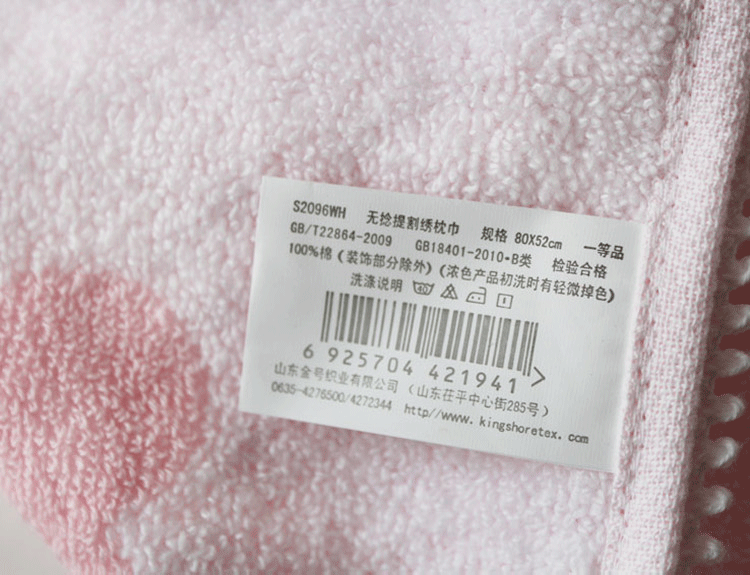 S2096WH 无捻提割绣枕巾 规格 80X52cm 一等品
GB/T22864-2009 GB18401-2010•B类 检验合格
100%棉（装饰部分除外）（浓色产品初洗时有轻微掉色）
洗涤说明 40
6 925704 421941 >
山东金号织业有限公司（山东茌平中心街285号）
0635-4276500/4272344 http//www.kingshoretex.com